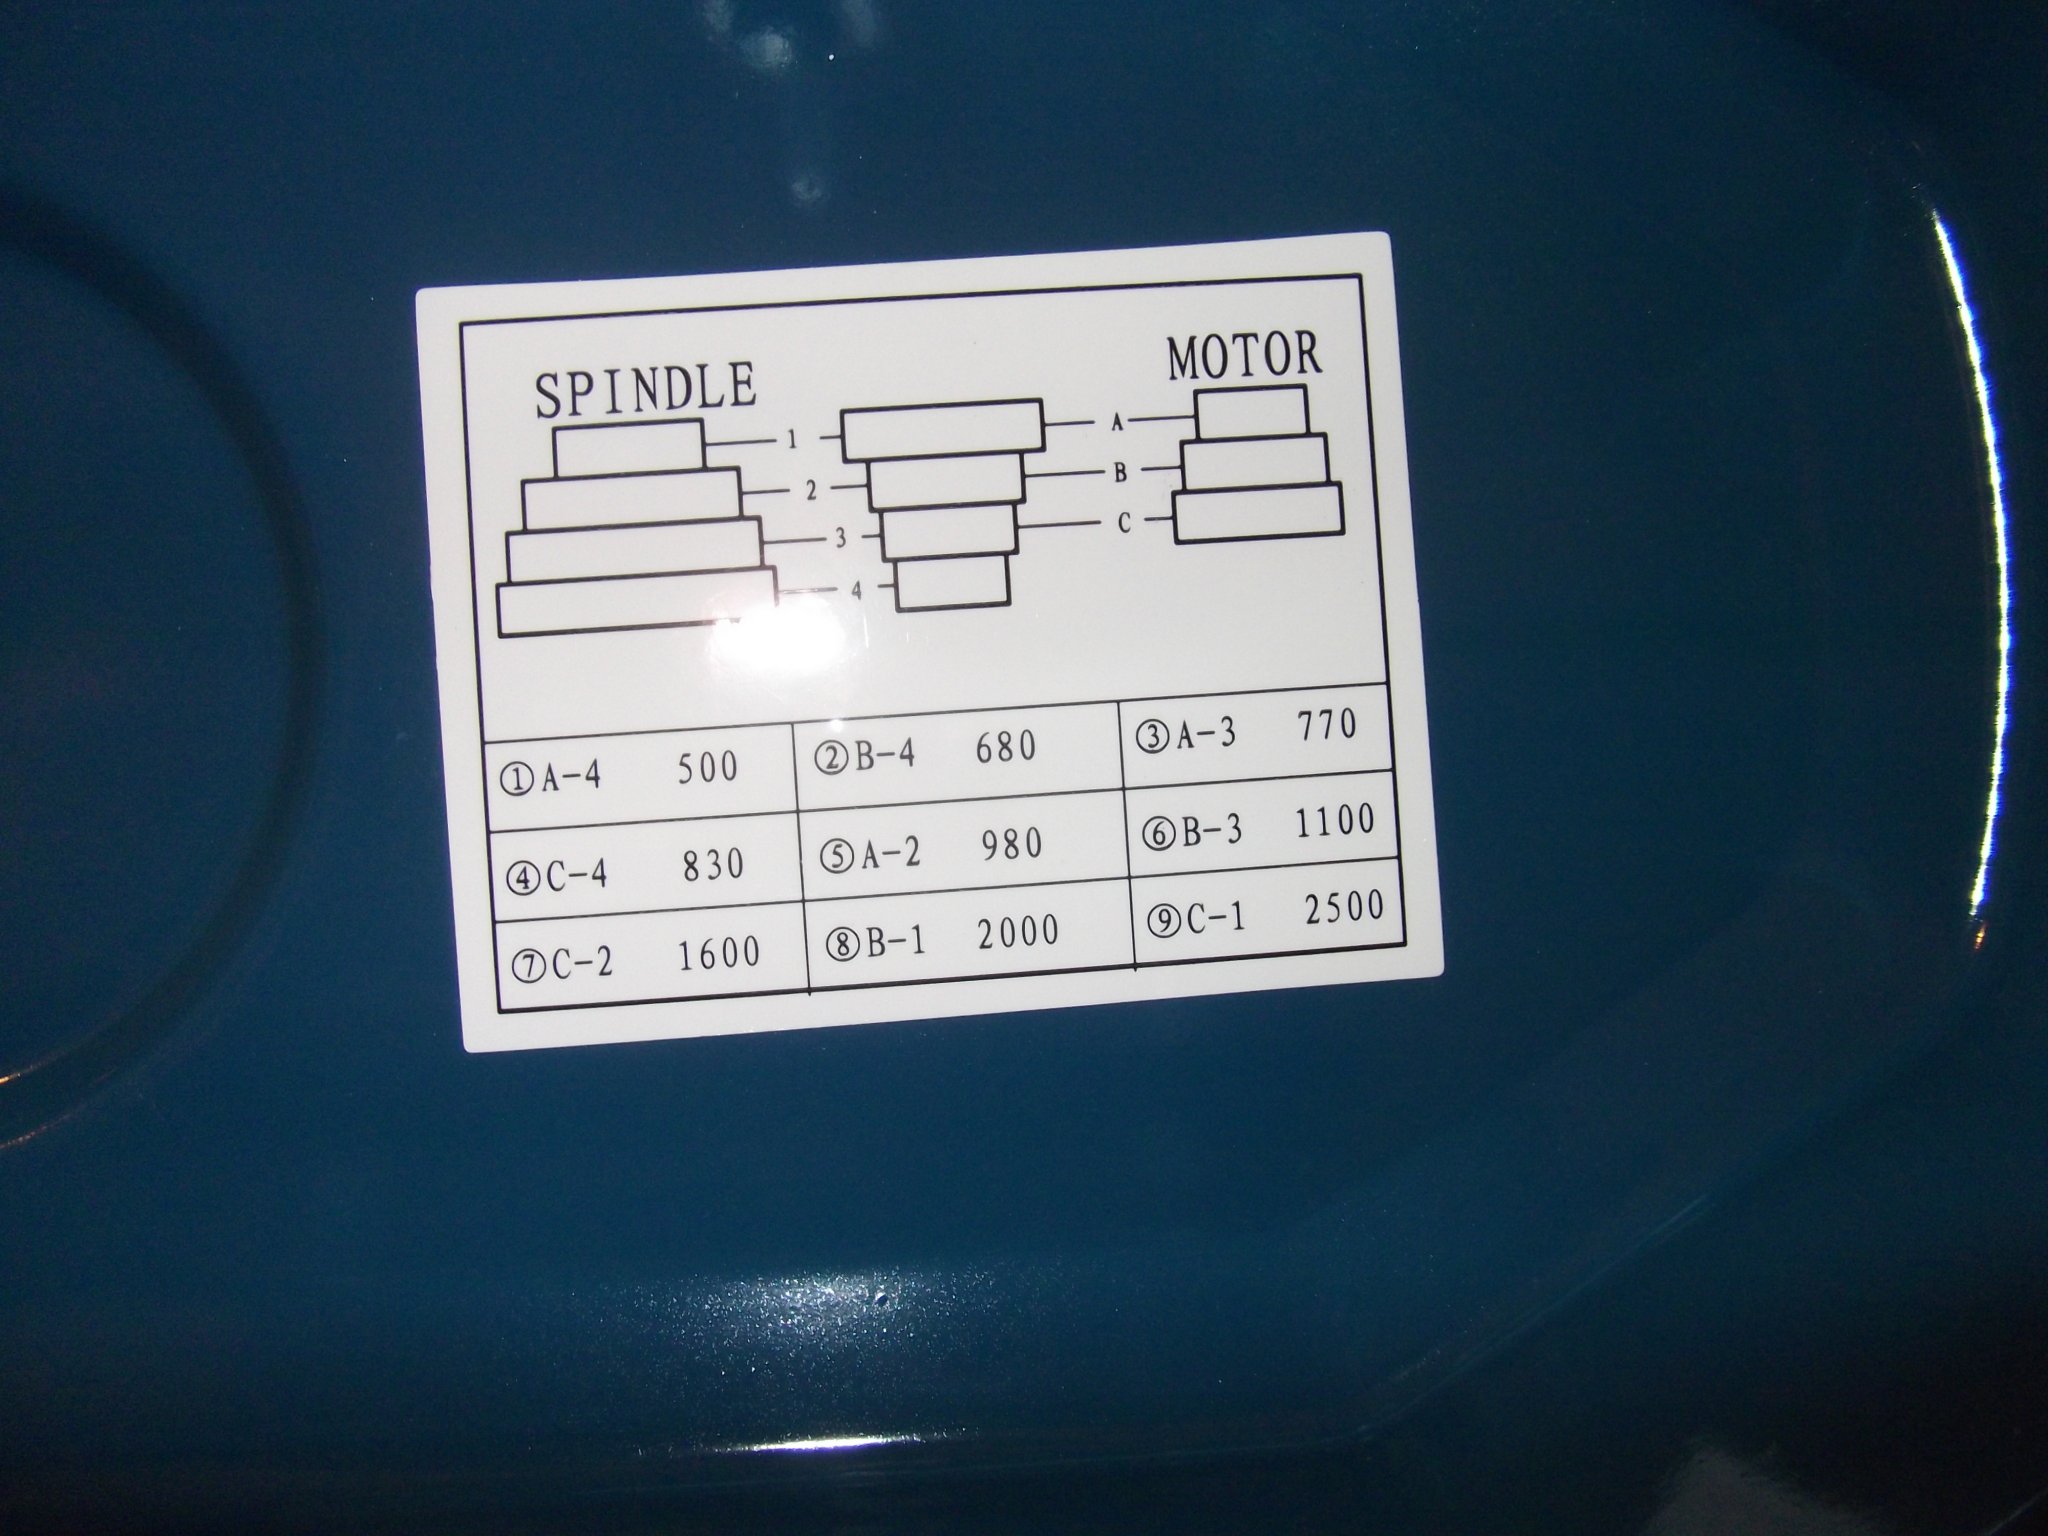 SPINDLE MOTOR
1 A
2 B
3 C
4
①A-4 500 ②B-4 680 ③A-3 770
④C-4 830 ⑤A-2 980 ⑥B-3 1100
⑦C-2 1600 ⑧B-1 2000 ⑨C-1 2500